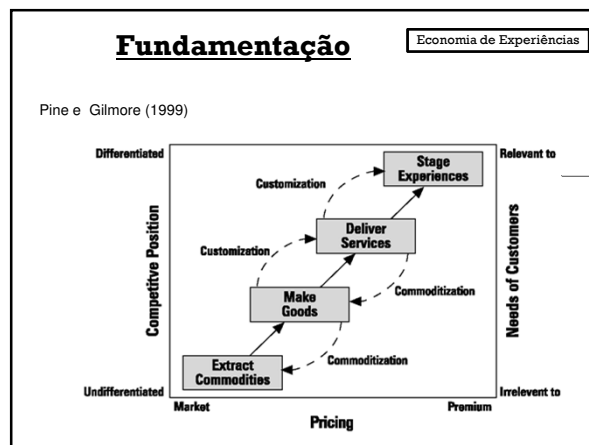 Fundamentação
Economia de Experiências
Pine e Gilmore (1999)
Differentiated
Relevant to
Stage
Experiences
Customization
Deliver
Services
Customization
Competitve Position
Needs of Customers
Commoditization
Make
Goods
Commoditization
Extract
Commodities
Undifferentiated
Irrelevent to
Market
Premium
Pricing